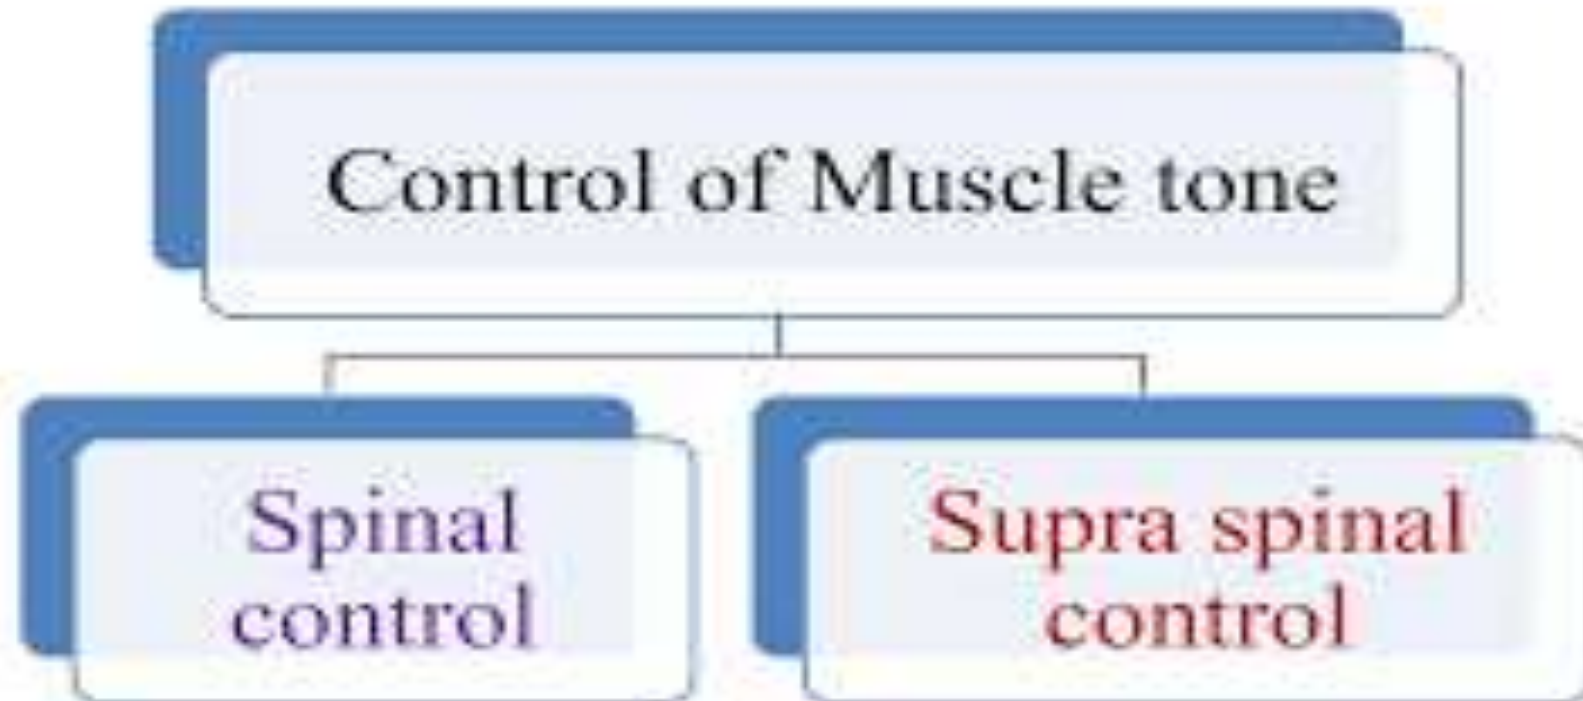 Control of Muscle tone
Spinal
control
Supra spinal
control